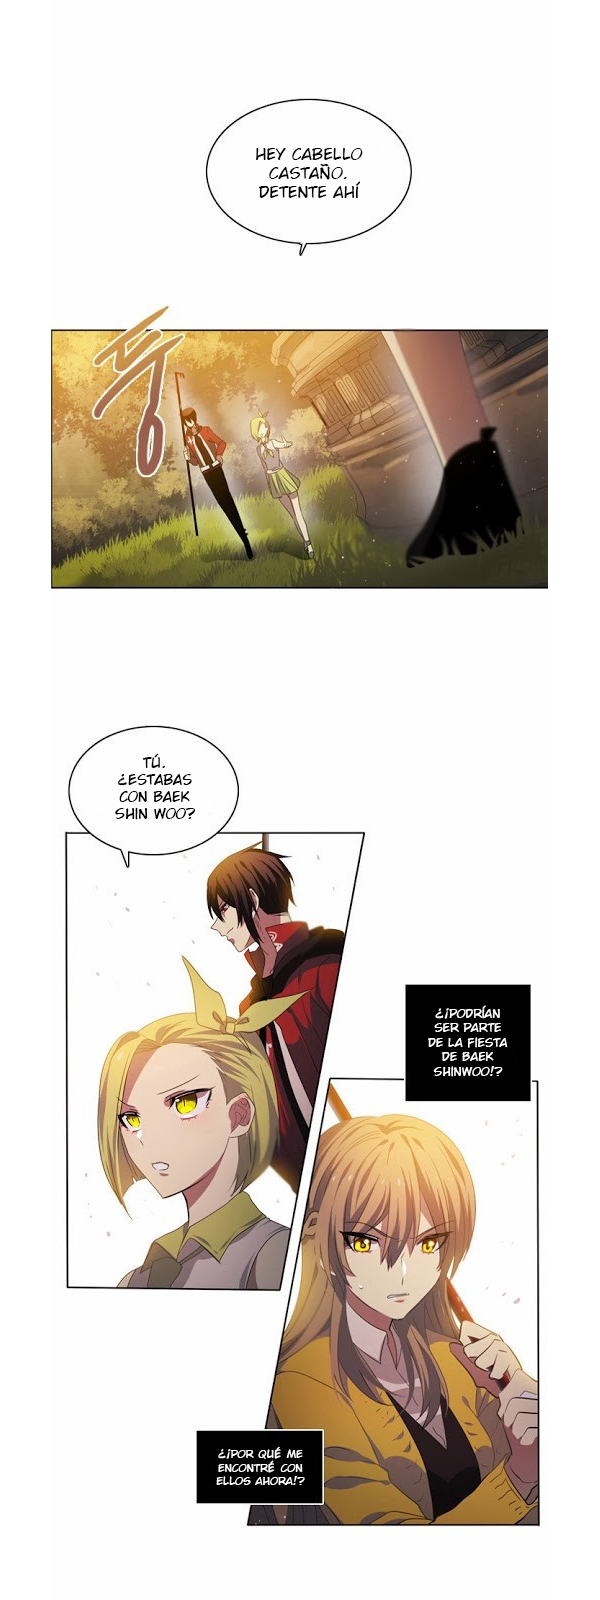 HEY CABELLO
CASTAÑO.
DETENTE AHÍ
TÚ.
¿ESTABAS
CON BAEK
SHIN WOO?
¿¡PODRÍAN
SER PARTE
DE LA FIESTA
DE BAEK
SHINWOO!?
¿¡POR QUÉ ME
ENCONTRÉ CON
ELLOS AHORA!?